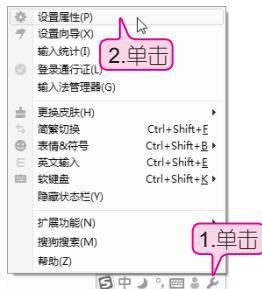 设置属性(P)
设置向导(X)
输入统计(I)
2.单击
登录通行证(L)
输入法管理器(G)
更换皮肤(H)
简繁切换 Ctrl+Shift+F
表情&符号 Ctrl+Shift+B
英文输入 Ctrl+Shift+E
软键盘 Ctrl+Shift+K
隐藏状态栏(Y)
扩展功能(N)
1.单击
搜狗搜索(M)
帮助(Z)
中